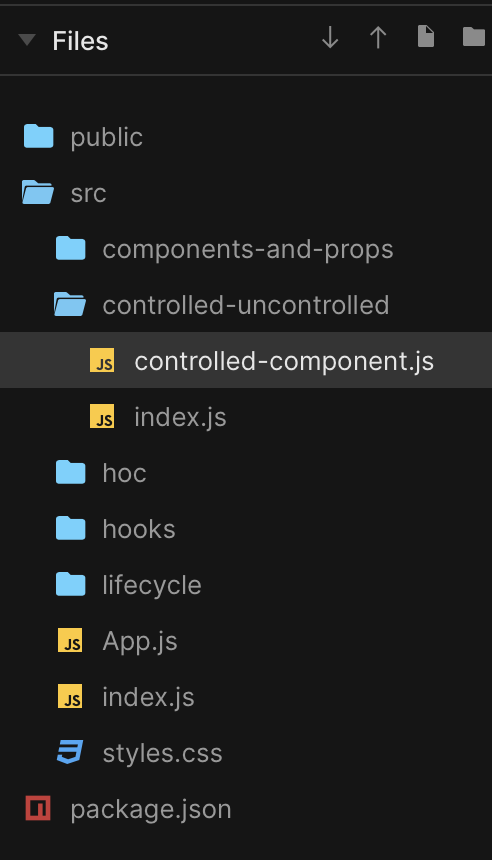 Files
public
src
components-and-props
controlled-uncontrolled
JS controlled-component.js
JS index.js
hoc
hooks
lifecycle
JS App.js
JS index.js
styles.css
package.json